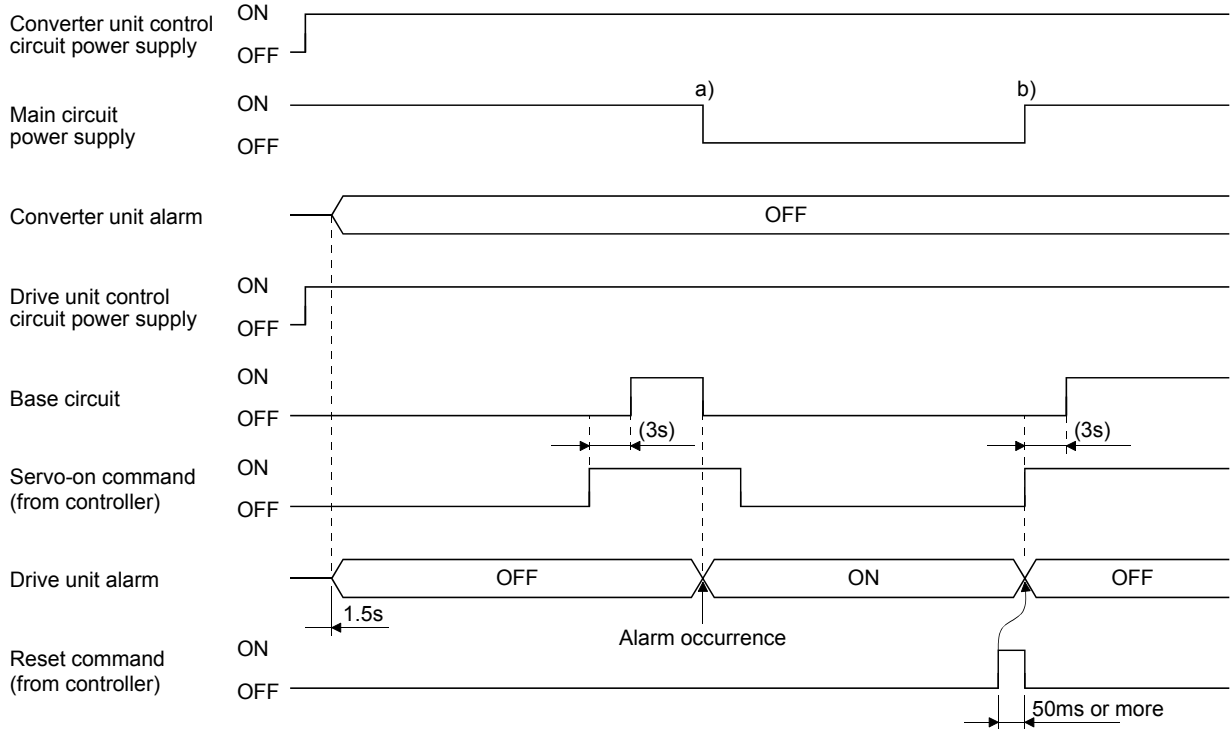 Converter unit control
circuit power supply
ON
OFF
Main circuit
power supply
ON
OFF
a)
b)
Converter unit alarm
OFF
Drive unit control
circuit power supply
ON
OFF
Base circuit
ON
OFF
(3s)
(3s)
Servo-on command
(from controller)
ON
OFF
Drive unit alarm
OFF
ON
OFF
1.5s
Alarm occurrence
Reset command
(from controller)
ON
OFF
50ms or more